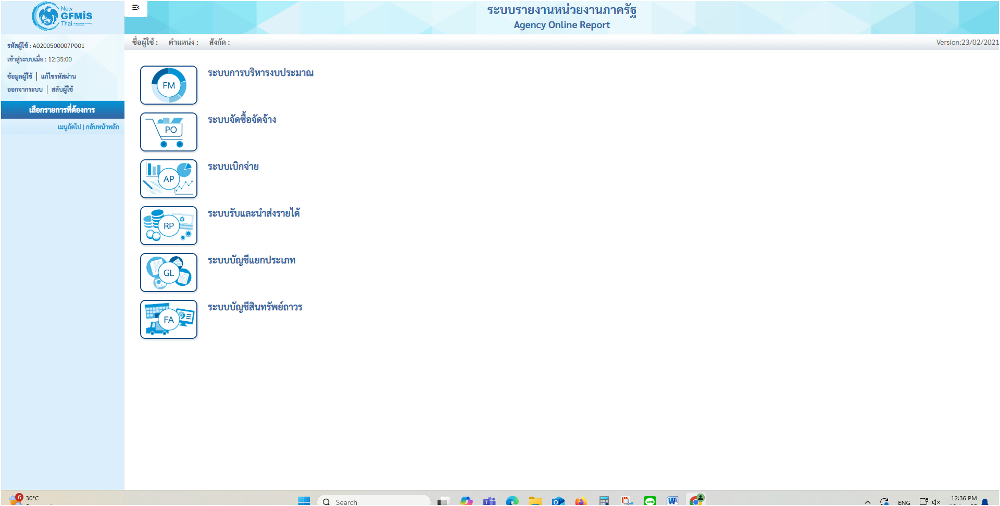 New
GFMIS
Thai
ระบบรายงานหน่วยงานภาครัฐ
Agency Online Report
ชื่อผู้ใช้ : ตำแหน่ง : สังกัด :
Version:23/02/2021
รหัสผู้ใช้ : A0200500007P001
เข้าสู่ระบบเมื่อ : 12:35:00
ข้อมูลผู้ใช้ | แก้ไขรหัสผ่าน
ออกจากระบบ | สลับผู้ใช้
เลือกรายการที่ต้องการ
เมนูถัดไป | กลับหน้าหลัก
FM
ระบบการบริหารงบประมาณ
PO
ระบบจัดซื้อจัดจ้าง
AP
ระบบเบิกจ่าย
RP
ระบบรับและนำส่งรายได้
GL
ระบบบัญชีแยกประเภท
FA
ระบบบัญชีสินทรัพย์ถาวร
6
30°C
Search
LINE
ENG
12:36 PM